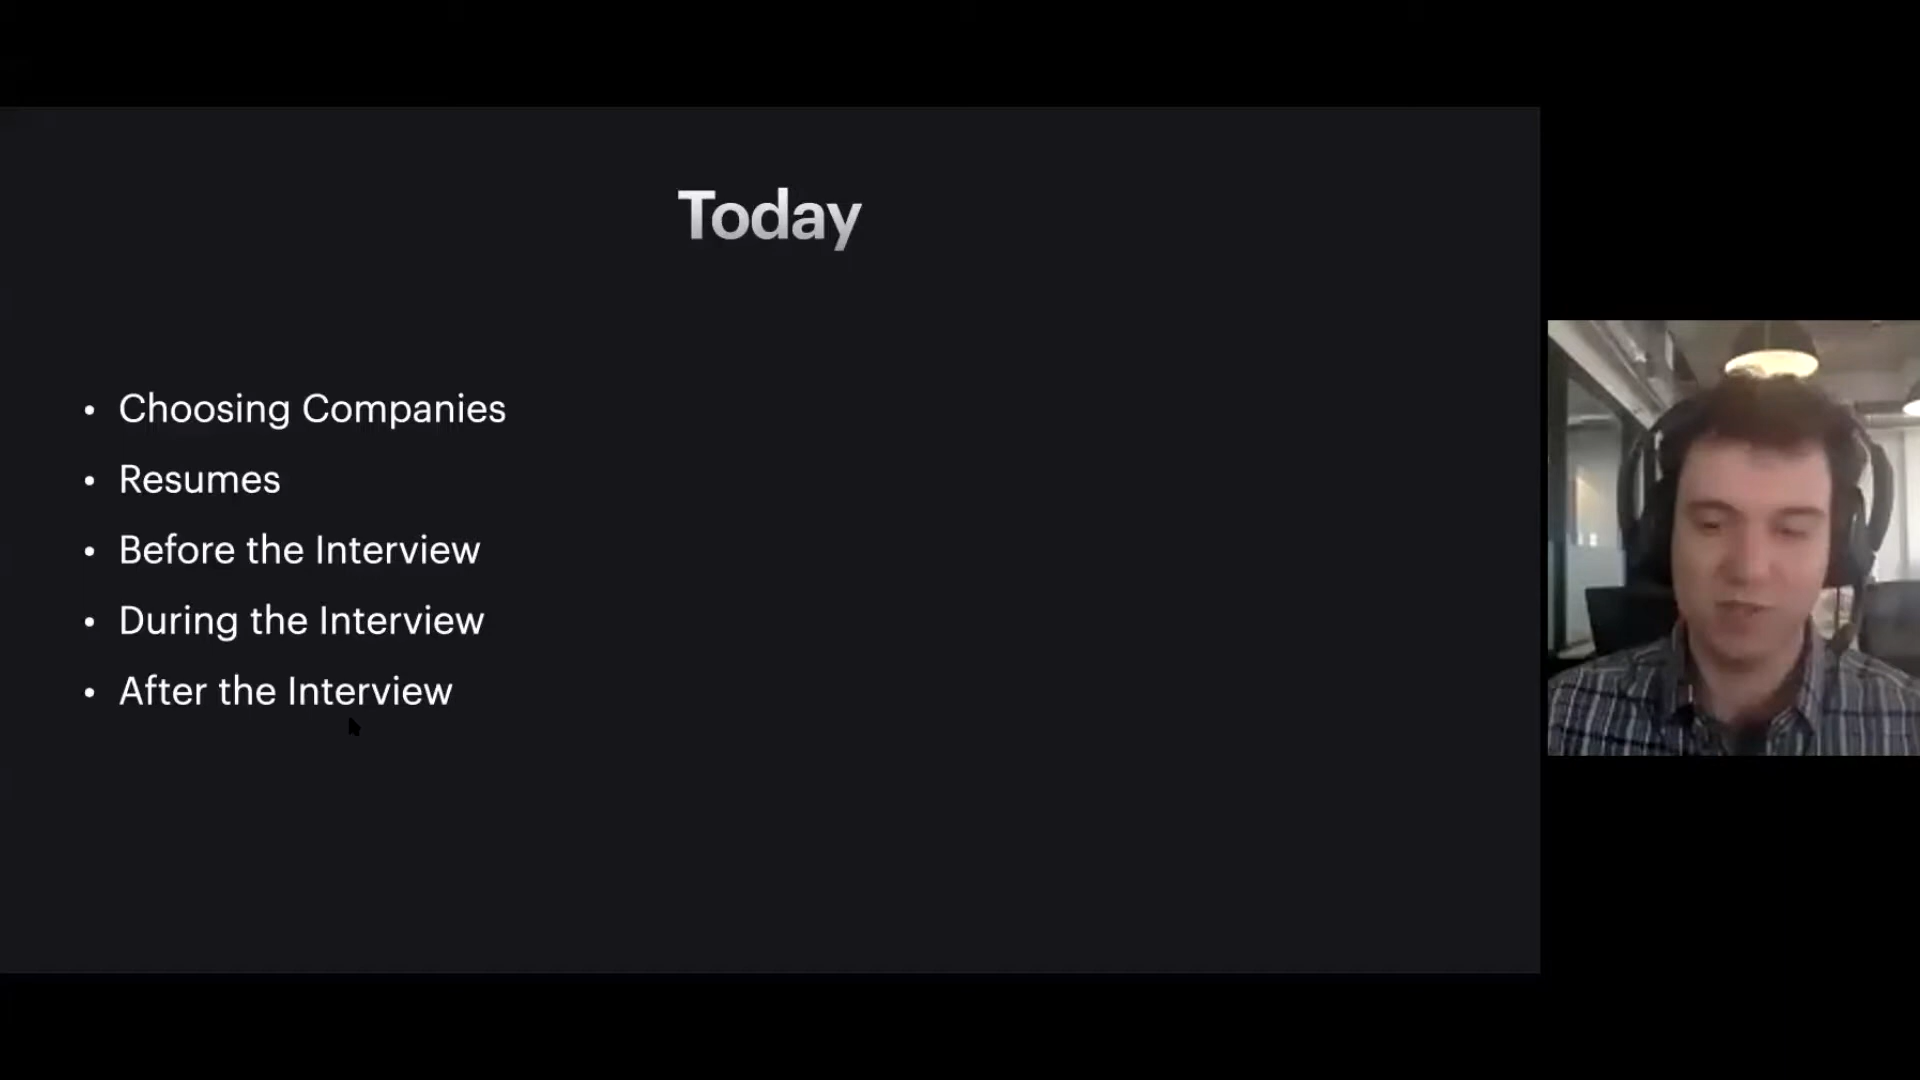 Today
• Choosing Companies
• Resumes
• Before the Interview
• During the Interview
• After the Interview